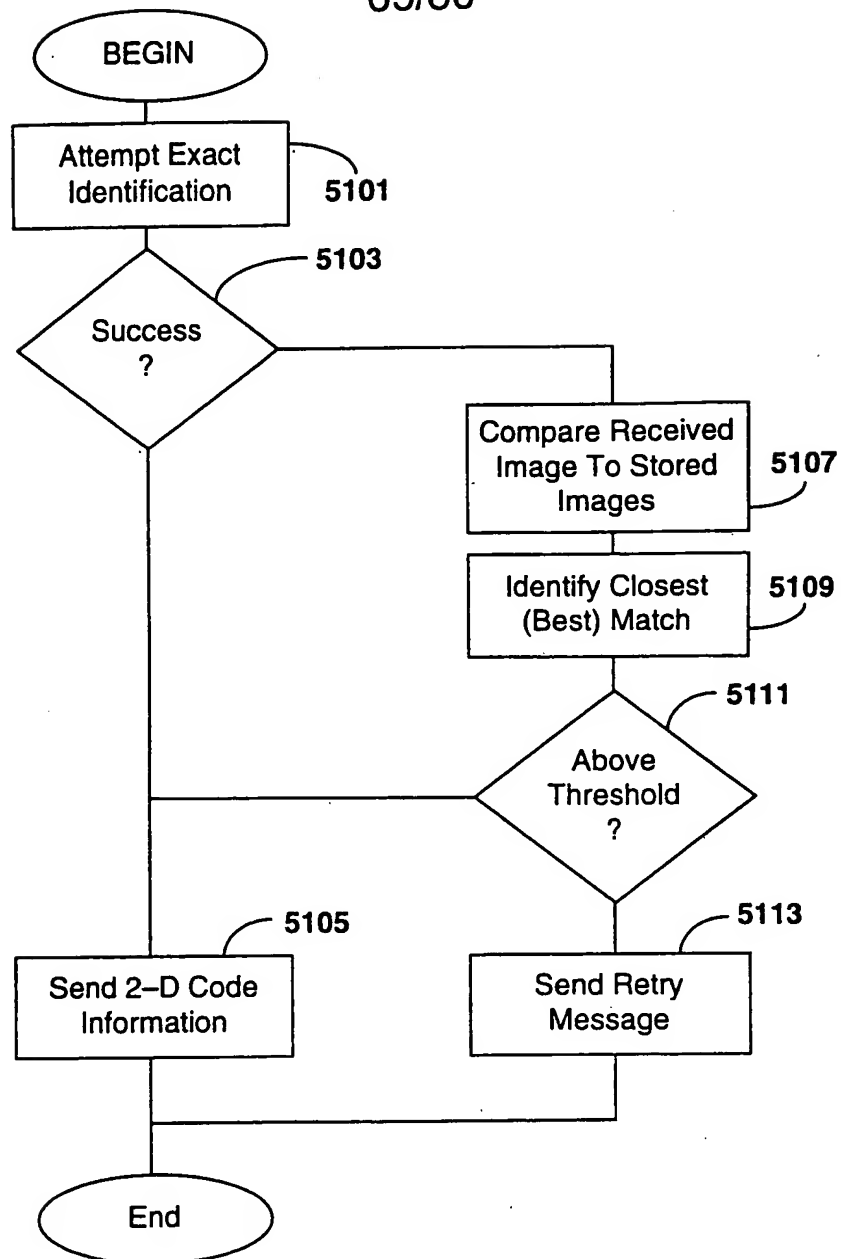 BEGIN
Attempt Exact
Identification
5101
5103
Success
?
Compare Received
Image To Stored
Images
5107
Identify Closest
(Best) Match
5109
5111
Above
Threshold
?
5105
5113
Send 2–D Code
Information
Send Retry
Message
End